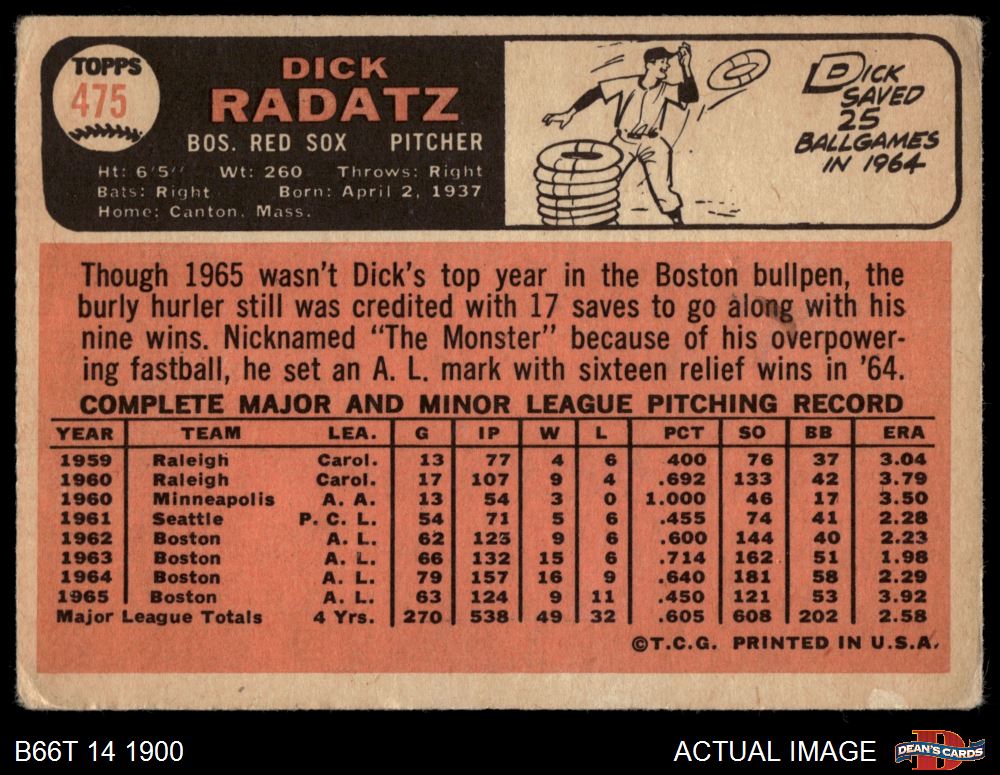 TOPPS
475
DICK
RADATZ
BOS. RED SOX PITCHER
Ht: 6'5" Wt: 260 Throws: Right
Bats: Right Born: April 2, 1937
Home: Canton, Mass.
DICK
SAVED
25
BALLGAMES
IN 1964
Though 1965 wasn't Dick's top year in the Boston bullpen, the
burly hurler still was credited with 17 saves to go along with his
nine wins. Nicknamed "The Monster" because of his overpower-
ing fastball, he set an A. L. mark with sixteen relief wins in '64.
COMPLETE MAJOR AND MINOR LEAGUE PITCHING RECORD
YEAR TEAM LEA. G IP W L PCT SO BB ERA
1959 Raleigh Carol. 13 77 4 6 .400 76 37 3.04
1960 Raleigh Carol. 17 107 9 4 .692 133 42 3.79
1960 Minneapolis A. A. 13 54 3 0 1.000 46 17 3.50
1961 Seattle P. C. L. 54 71 5 6 .455 74 41 2.28
1962 Boston A. L. 62 125 9 6 .600 144 40 2.23
1963 Boston A. L. 66 132 15 6 .714 162 51 1.98
1964 Boston A. L. 79 157 16 9 .640 181 58 2.29
1965 Boston A. L. 63 124 9 11 .450 121 53 3.92
Major League Totals 4 Yrs. 270 538 49 32 .605 608 202 2.58
©T.C.G. PRINTED IN U.S.A.
B66T 14 1900
ACTUAL IMAGE
DEAN'S CARDS